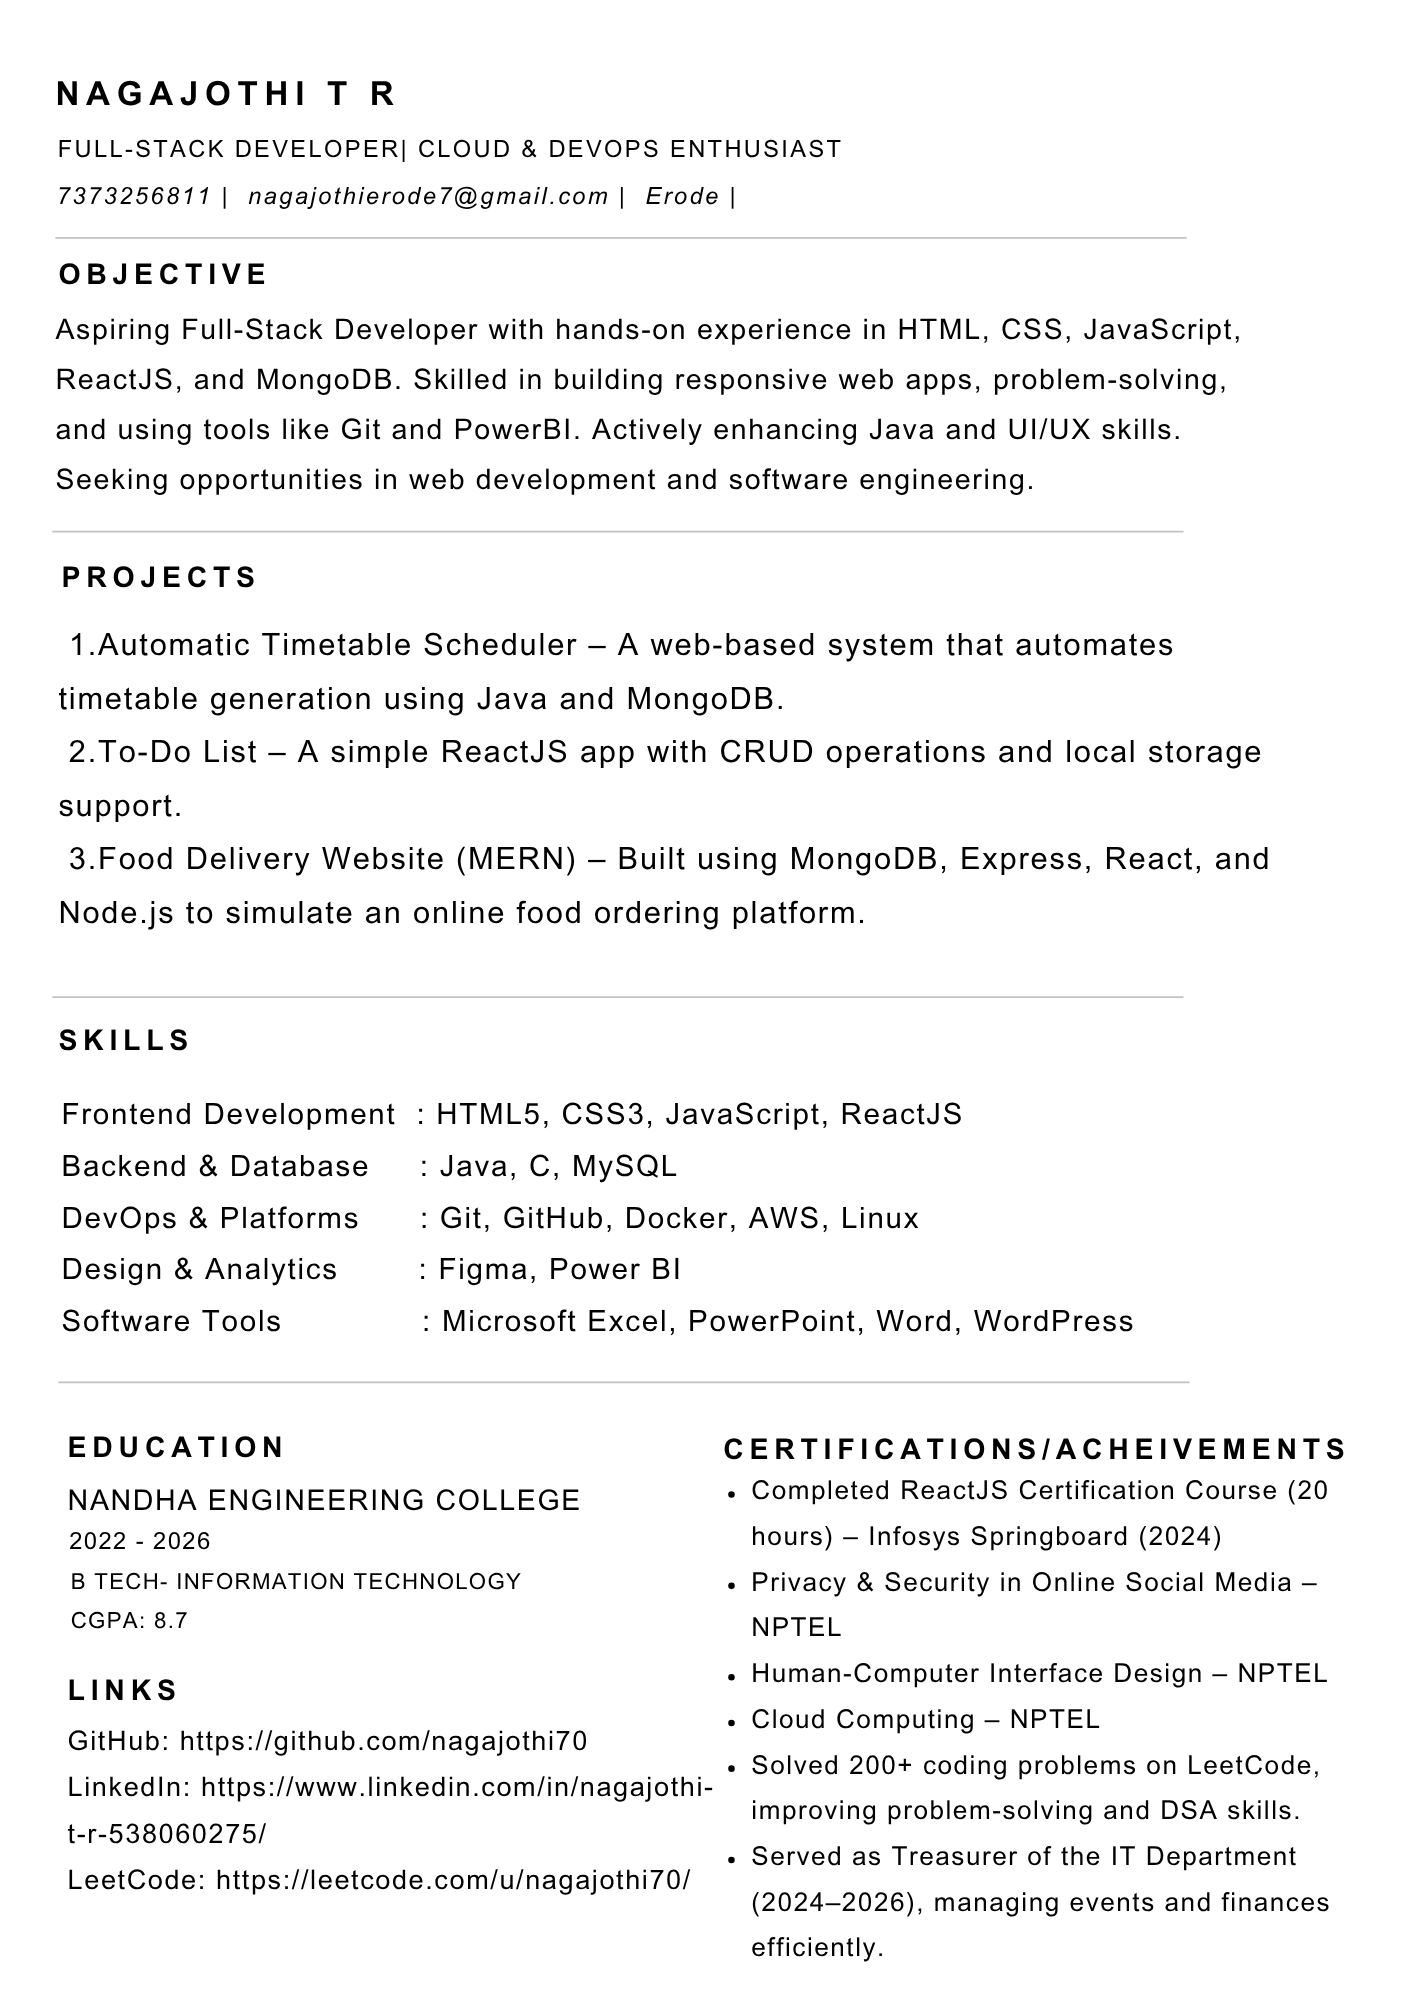 NAGAJOTHI T R
FULL-STACK DEVELOPER| CLOUD & DEVOPS ENTHUSIAST
7373256811 | nagajothierode7@gmail.com | Erode |
OBJECTIVE
Aspiring Full-Stack Developer with hands-on experience in HTML, CSS, JavaScript,
ReactJS, and MongoDB. Skilled in building responsive web apps, problem-solving,
and using tools like Git and PowerBI. Actively enhancing Java and UI/UX skills.
Seeking opportunities in web development and software engineering.
PROJECTS
1.Automatic Timetable Scheduler – A web-based system that automates
timetable generation using Java and MongoDB.
2.To-Do List – A simple ReactJS app with CRUD operations and local storage
support.
3.Food Delivery Website (MERN) – Built using MongoDB, Express, React, and
Node.js to simulate an online food ordering platform.
SKILLS
Frontend Development : HTML5, CSS3, JavaScript, ReactJS
Backend & Database : Java, C, MySQL
DevOps & Platforms : Git, GitHub, Docker, AWS, Linux
Design & Analytics : Figma, Power BI
Software Tools : Microsoft Excel, PowerPoint, Word, WordPress
EDUCATION
NANDHA ENGINEERING COLLEGE
2022 - 2026
B TECH- INFORMATION TECHNOLOGY
CGPA: 8.7
LINKS
GitHub: https://github.com/nagajothi70
LinkedIn: https://www.linkedin.com/in/nagajothi-
t-r-538060275/
LeetCode: https://leetcode.com/u/nagajothi70/
CERTIFICATIONS/ACHEIVEMENTS
• Completed ReactJS Certification Course (20
hours) – Infosys Springboard (2024)
• Privacy & Security in Online Social Media –
NPTEL
• Human-Computer Interface Design – NPTEL
• Cloud Computing – NPTEL
• Solved 200+ coding problems on LeetCode,
improving problem-solving and DSA skills.
• Served as Treasurer of the IT Department
(2024–2026), managing events and finances
efficiently.